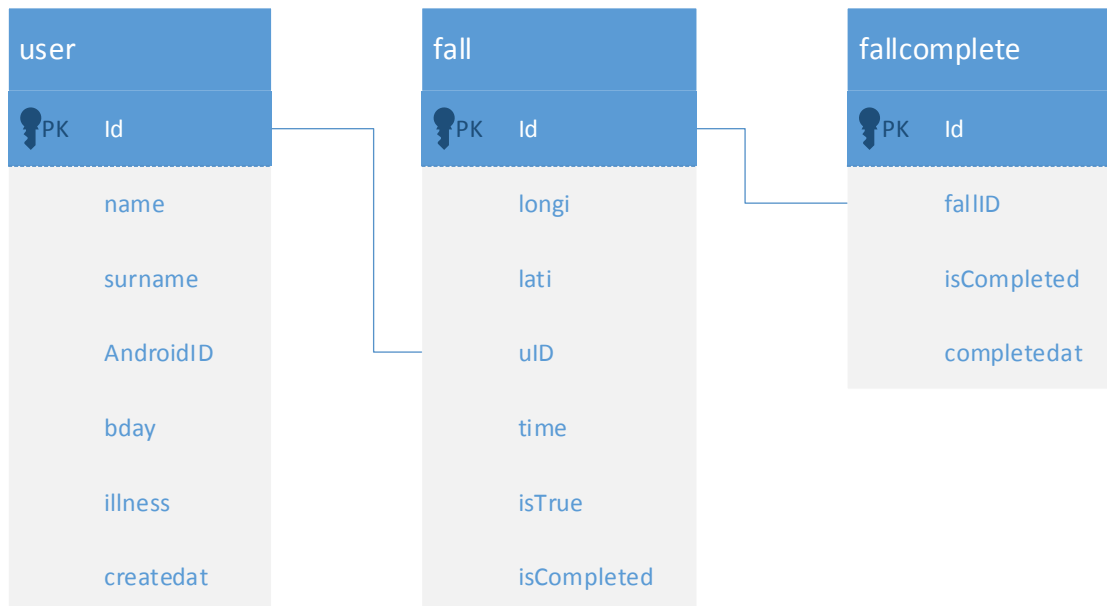 user
PK Id
name
surname
AndroidID
bday
illness
createdat
fall
PK Id
longi
lati
uID
time
isTrue
isCompleted
fallcomplete
PK Id
fallID
isCompleted
completedat